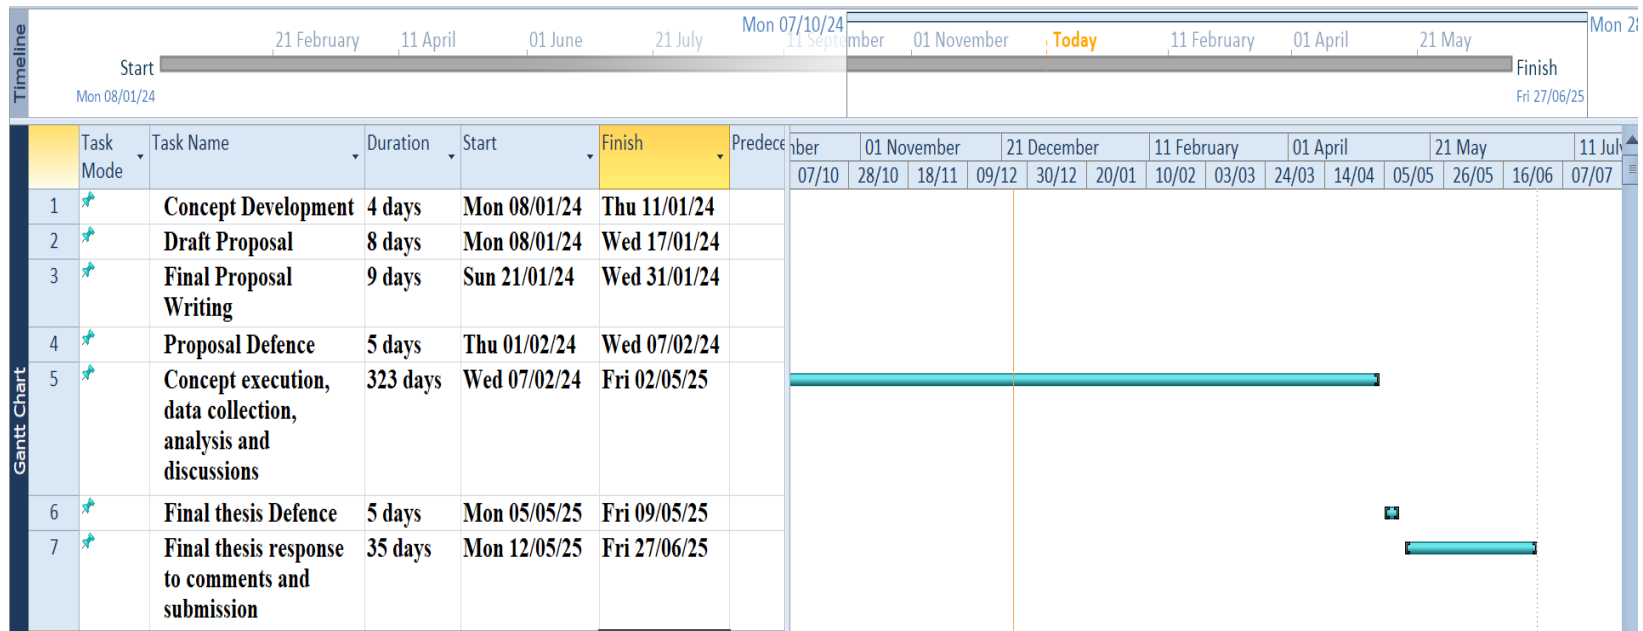 Timeline
Mon 07/10/24 Mon 28
21 February 11 April 01 June 21 July 11 September 01 November Today 11 February 01 April 21 May
Start Finish
Mon 08/01/24 Fri 27/06/25
Gantt Chart
Task Mode Task Name Duration Start Finish Predece
nber 01 November 21 December 11 February 01 April 21 May 11 July
07/10 28/10 18/11 09/12 30/12 20/01 10/02 03/03 24/03 14/04 05/05 26/05 16/06 07/07
1 Concept Development 4 days Mon 08/01/24 Thu 11/01/24
2 Draft Proposal 8 days Mon 08/01/24 Wed 17/01/24
3 Final Proposal 9 days Sun 21/01/24 Wed 31/01/24
Writing
4 Proposal Defence 5 days Thu 01/02/24 Wed 07/02/24
5 Concept execution, 323 days Wed 07/02/24 Fri 02/05/25
data collection,
analysis and
discussions
6 Final thesis Defence 5 days Mon 05/05/25 Fri 09/05/25
7 Final thesis response 35 days Mon 12/05/25 Fri 27/06/25
to comments and
submission